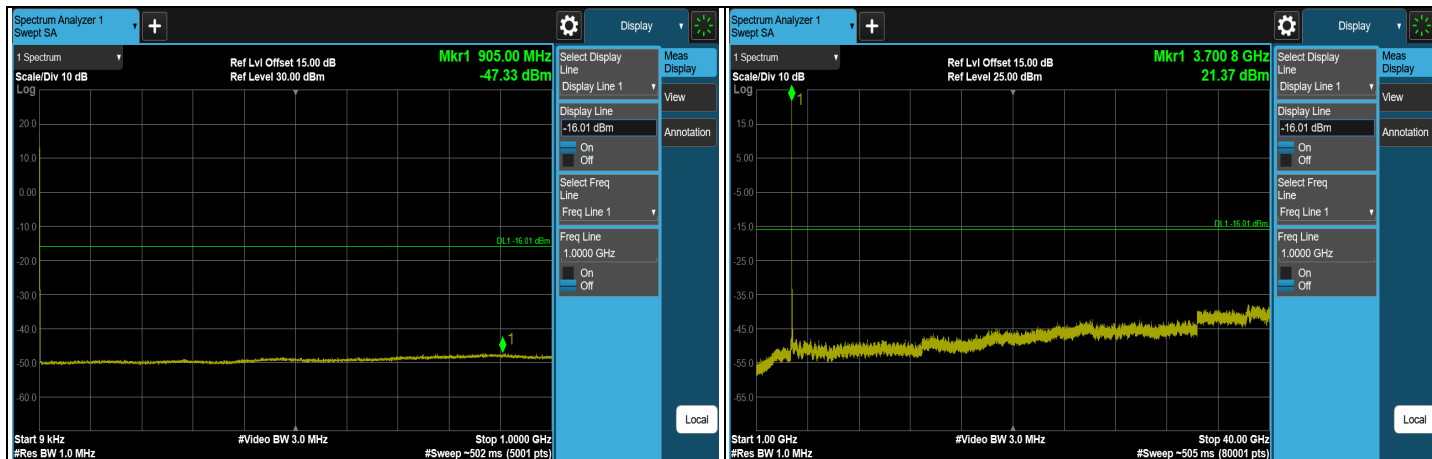 Spectrum Analyzer 1
Swept SA
+
Display
1 Spectrum
Ref Lvl Offset 15.00 dB
Mkr1 905.00 MHz
Scale/Div 10 dB
Ref Level 30.00 dBm
-47.33 dBm
Log
20.0
10.0
0.00
-10.0
-20.0
-30.0
-40.0
-50.0
-60.0
DL1 -16.01 dBm
1
Start 9 kHz
#Video BW 3.0 MHz
Stop 1.0000 GHz
#Res BW 1.0 MHz
#Sweep ~502 ms (5001 pts)
Select Display
Line
Display Line 1
Display Line
-16.01 dBm
On
Off
Select Freq
Line
Freq Line 1
Freq Line
1.0000 GHz
On
Off
Meas
Display
View
Annotation
Local
Spectrum Analyzer 1
Swept SA
+
Display
1 Spectrum
Ref Lvl Offset 15.00 dB
Mkr1 3.700 8 GHz
Scale/Div 10 dB
Ref Level 25.00 dBm
21.37 dBm
Log
1
15.0
5.00
-5.00
-15.0
-25.0
-35.0
-45.0
-55.0
-65.0
DL1 -16.01 dBm
Start 1.00 GHz
#Video BW 3.0 MHz
Stop 40.00 GHz
#Res BW 1.0 MHz
#Sweep ~505 ms (80001 pts)
Select Display
Line
Display Line 1
Display Line
-16.01 dBm
On
Off
Select Freq
Line
Freq Line 1
Freq Line
1.0000 GHz
On
Off
Meas
Display
View
Annotation
Local